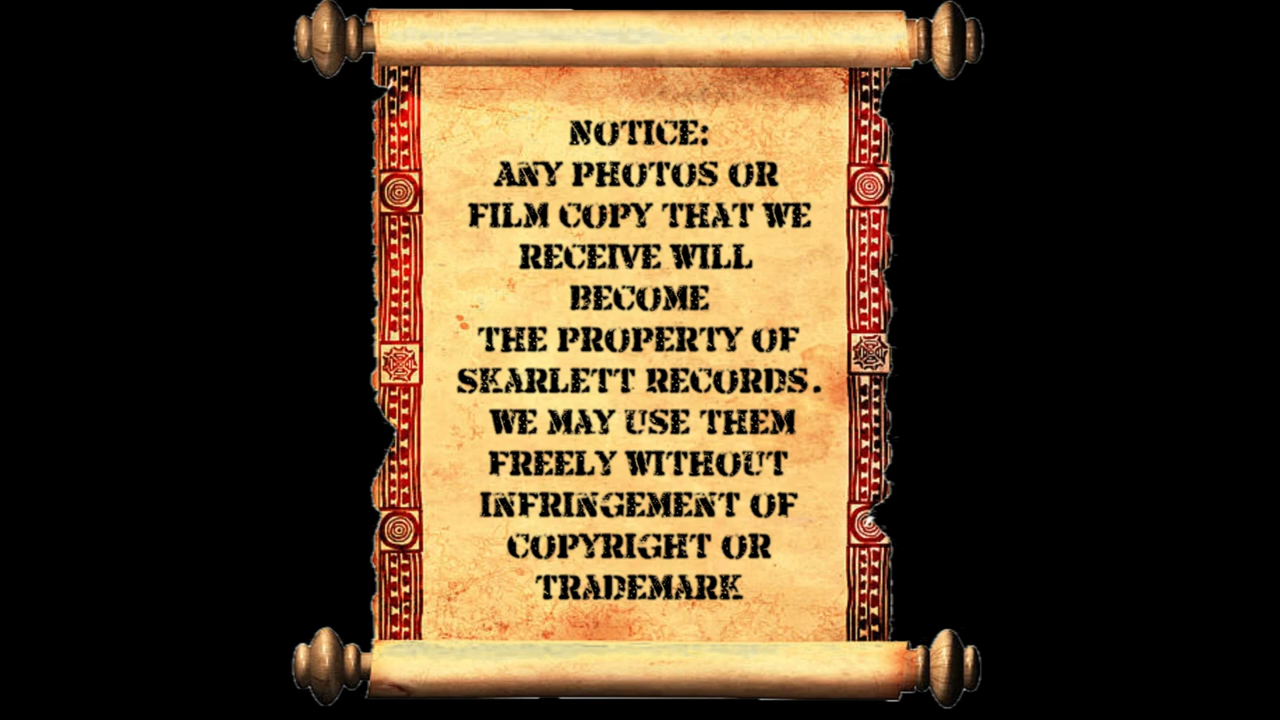 NOTICE:
ANY PHOTOS OR
FILM COPY THAT WE
RECEIVE WILL
BECOME
THE PROPERTY OF
SKARLETT RECORDS.
WE MAY USE THEM
FREELY WITHOUT
INFRINGEMENT OF
COPYRIGHT OR
TRADEMARK